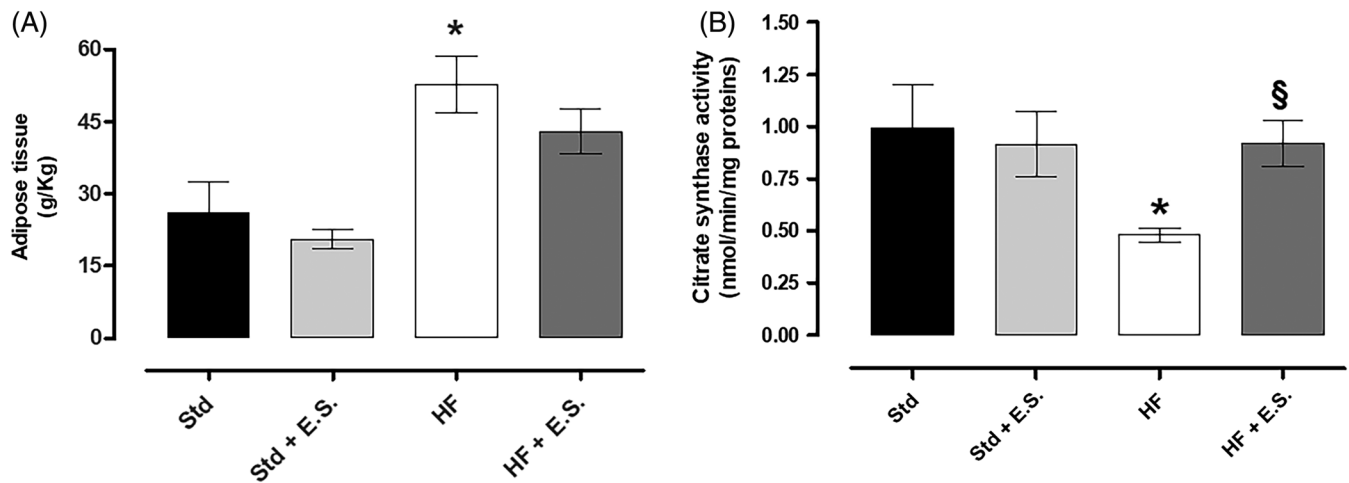 (A)
Adipose tissue
(g/Kg)
60
45
30
15
0
*
Std
Std + E.S.
HF
HF + E.S.
(B)
Citrate synthase activity
(nmol/min/mg proteins)
1.50
1.25
1.00
0.75
0.50
0.25
0.00
*
§
Std
Std + E.S.
HF
HF + E.S.